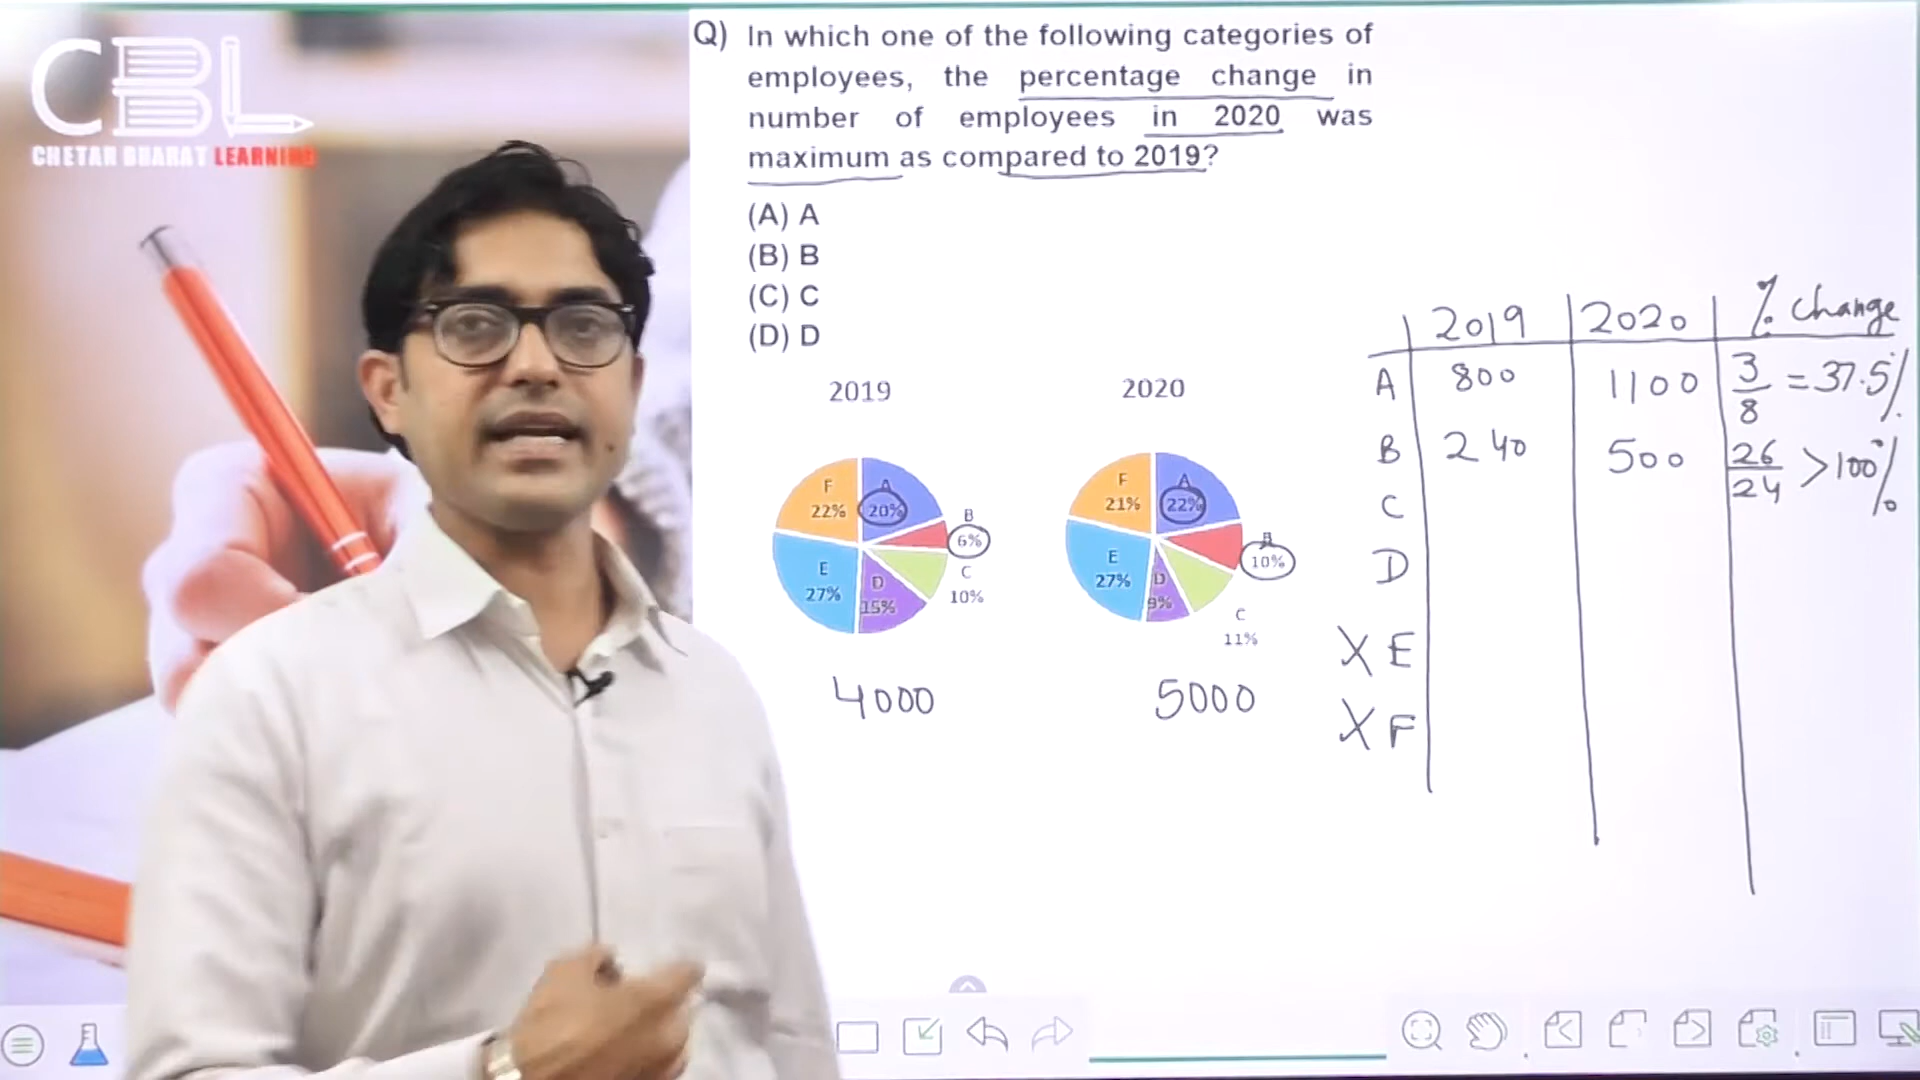 CBL
CHETAN BHARAT LEARNING
Q) In which one of the following categories of
employees, the percentage change in
number of employees in 2020 was
maximum as compared to 2019?
(A) A
(B) B
(C) C
(D) D
2019
F
22%
A
20%
B
6%
C
10%
D
15%
E
27%
4000
2020
F
21%
A
22%
B
10%
C
11%
D
9%
E
27%
5000
2019 2020 % change
A 800 1100 3/8 = 37.5%
B 240 500 26/24 > 100%
C
D
X E
X F